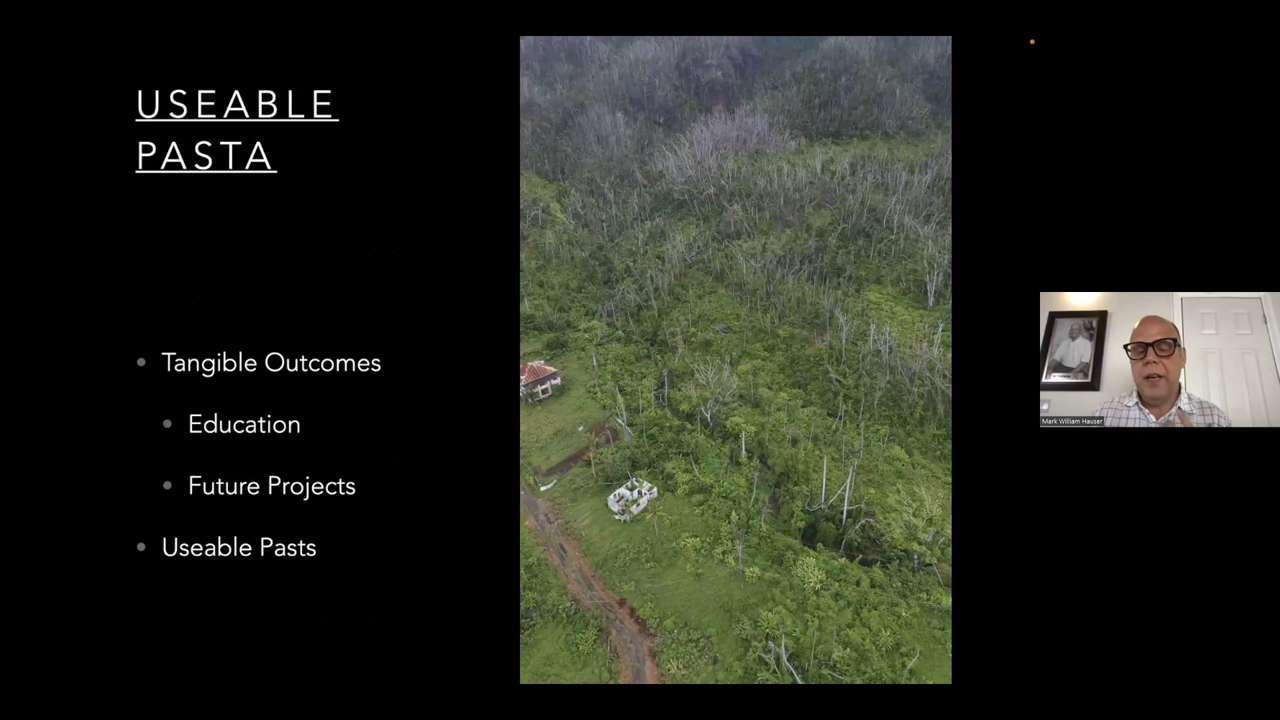 USEABLE
PASTA
Tangible Outcomes
Education
Future Projects
Useable Pasts
Mark William Hauser